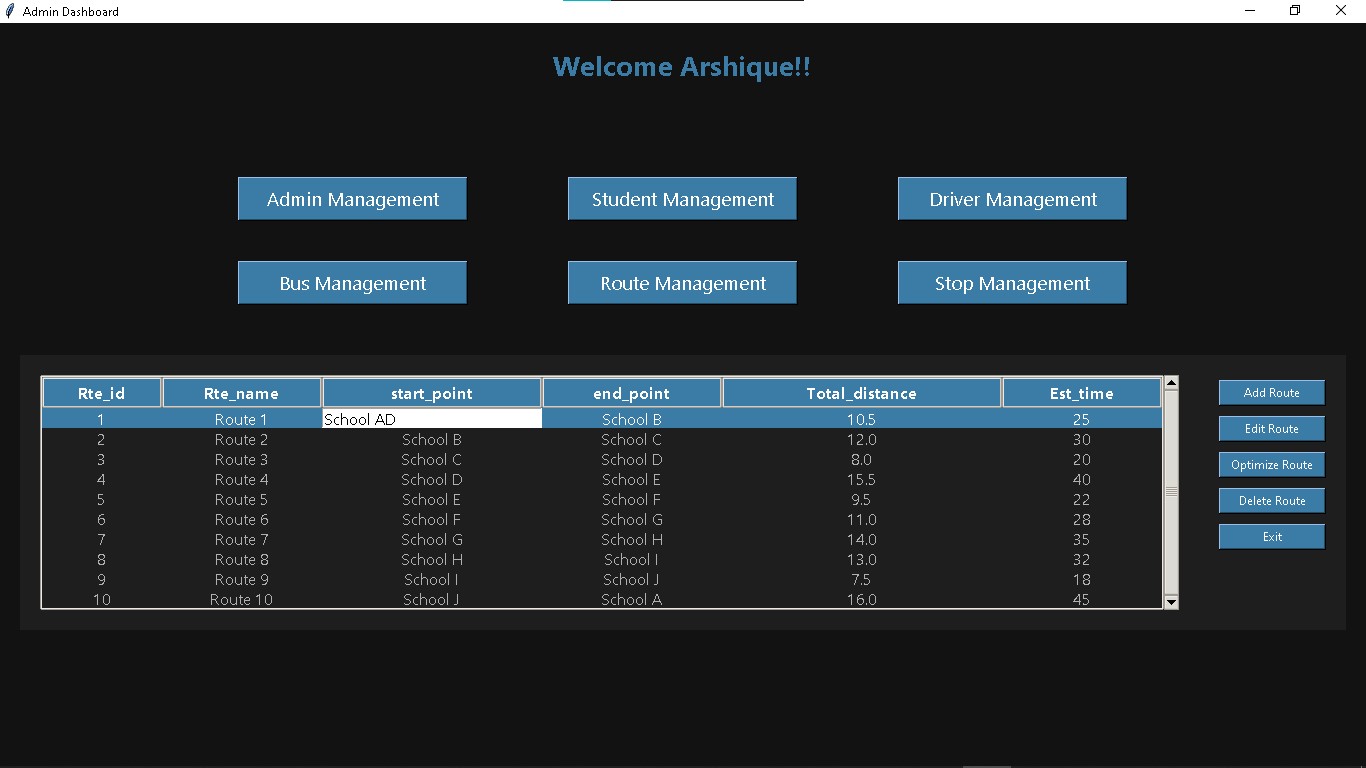 Admin Dashboard
Welcome Arshique!!
Admin Management Student Management Driver Management
Bus Management Route Management Stop Management
Rte_id Rte_name start_point end_point Total_distance Est_time
1 Route 1 School AD School B 10.5 25
2 Route 2 School B School C 12.0 30
3 Route 3 School C School D 8.0 20
4 Route 4 School D School E 15.5 40
5 Route 5 School E School F 9.5 22
6 Route 6 School F School G 11.0 28
7 Route 7 School G School H 14.0 35
8 Route 8 School H School I 13.0 32
9 Route 9 School I School J 7.5 18
10 Route 10 School J School A 16.0 45
Add Route
Edit Route
Optimize Route
Delete Route
Exit